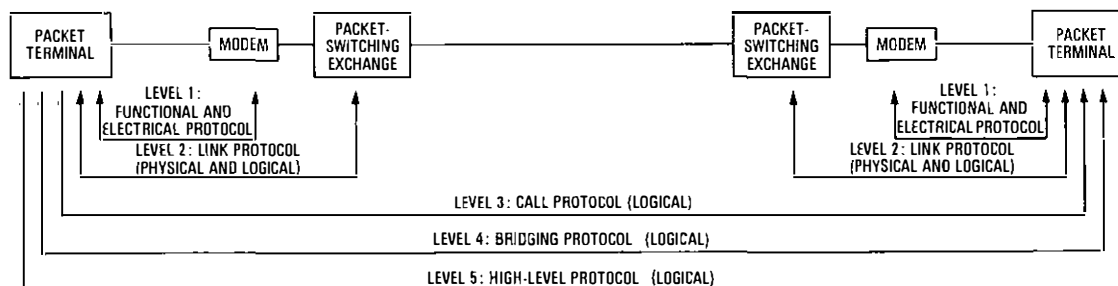 PACKET
TERMINAL
MODEM
PACKET-
SWITCHING
EXCHANGE
PACKET-
SWITCHING
EXCHANGE
MODEM
PACKET
TERMINAL
LEVEL 1:
FUNCTIONAL AND
ELECTRICAL PROTOCOL
LEVEL 2: LINK PROTOCOL
(PHYSICAL AND LOGICAL)
LEVEL 1:
FUNCTIONAL AND
ELECTRICAL PROTOCOL
LEVEL 2: LINK PROTOCOL
(PHYSICAL AND LOGICAL)
LEVEL 3: CALL PROTOCOL (LOGICAL)
LEVEL 4: BRIDGING PROTOCOL (LOGICAL)
LEVEL 5: HIGH-LEVEL PROTOCOL (LOGICAL)